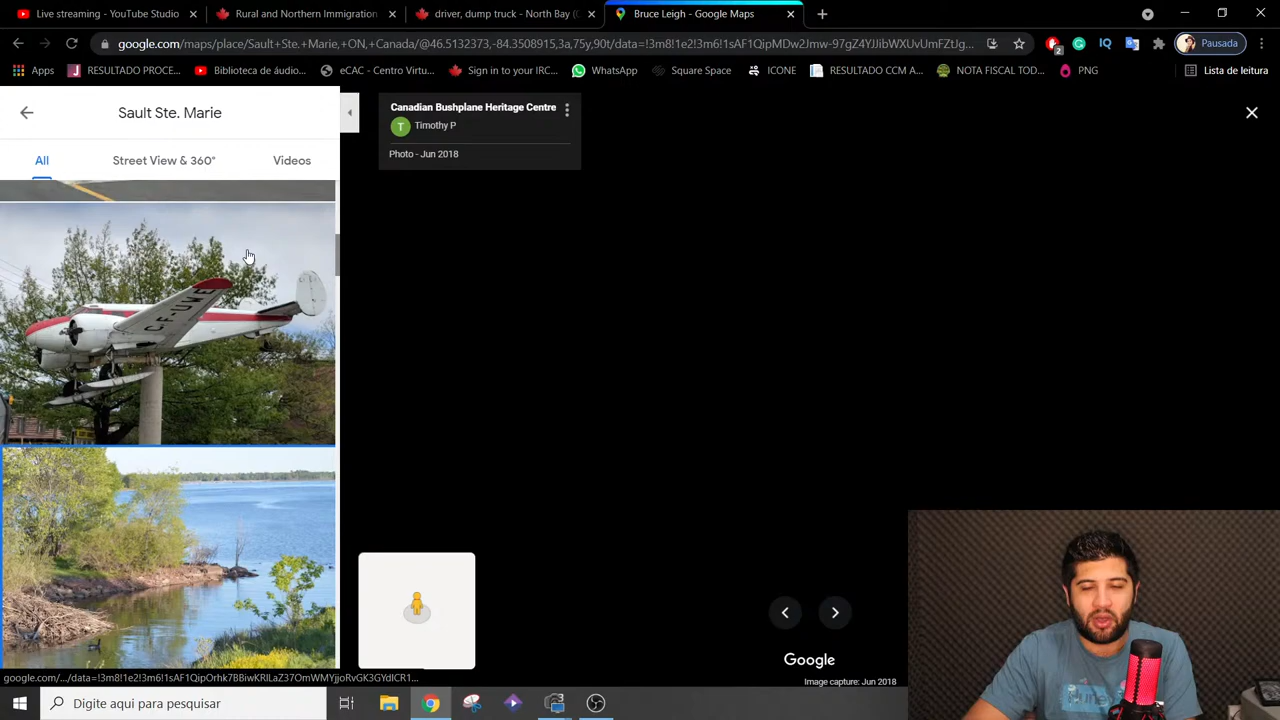 Live streaming - YouTube Studio
Rural and Northern Immigration
driver, dump truck - North Bay (
Bruce Leigh - Google Maps
google.com/maps/place/Sault+Ste.+Marie,+ON,+Canada/@46.5132373,-84.3508915,3a,75y,90t/data=!3m8!1e2!3m6!1sAF1QipMDw2Jmw-97gZ4YJJibWXUvUmFZtUg...
Pausada
Apps
RESULTADO PROCE...
Biblioteca de áudio...
eCAC - Centro Virtu...
Sign in to your IRC...
WhatsApp
Square Space
ICONE
RESULTADO CCM A...
NOTA FISCAL TOD...
PNG
Lista de leitura
Sault Ste. Marie
All
Street View & 360°
Videos
Canadian Bushplane Heritage Centre
T
Timothy P
Photo - Jun 2018
C-F-UWE
Google
Image capture: Jun 2018
google.com/.../data=!3m8!1e2!3m6!1sAF1QipOrhk7BBiwKRILaZ37OmWMYjjoRvGK3GYdICR1...
Digite aqui para pesquisar